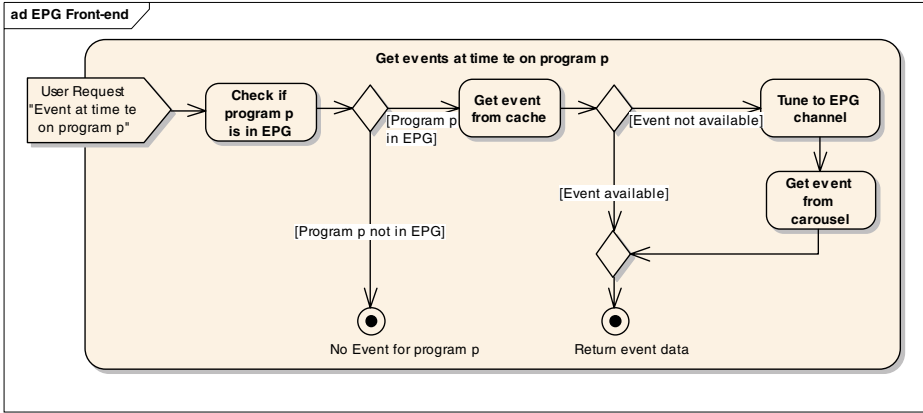 ad EPG Front-end
Get events at time te on program p
User Request
"Event at time te
on program p"
Check if
program p
is in EPG
[Program p
in EPG]
Get event
from cache
[Event not available]
Tune to EPG
channel
[Event available]
Get event
from
carousel
[Program p not in EPG]
No Event for program p
Return event data